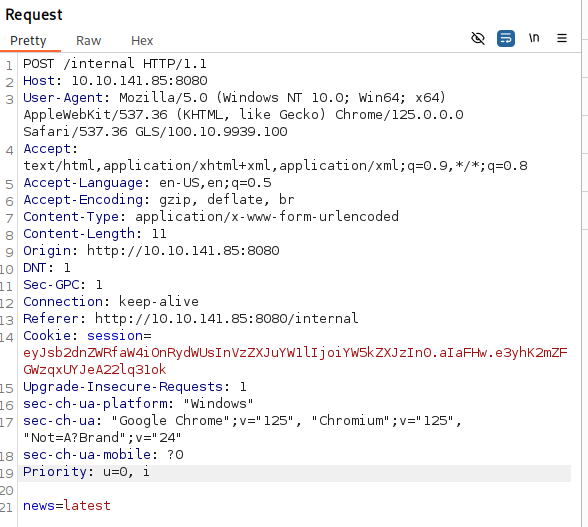 Request
Pretty Raw Hex
\n
1 POST /internal HTTP/1.1
2 Host: 10.10.141.85:8080
3 User-Agent: Mozilla/5.0 (Windows NT 10.0; Win64; x64)
AppleWebKit/537.36 (KHTML, like Gecko) Chrome/125.0.0.0
Safari/537.36 GLS/100.10.9939.100
4 Accept:
text/html,application/xhtml+xml,application/xml;q=0.9,*/*;q=0.8
5 Accept-Language: en-US,en;q=0.5
6 Accept-Encoding: gzip, deflate, br
7 Content-Type: application/x-www-form-urlencoded
8 Content-Length: 11
9 Origin: http://10.10.141.85:8080
10 DNT: 1
11 Sec-GPC: 1
12 Connection: keep-alive
13 Referer: http://10.10.141.85:8080/internal
14 Cookie: session=
eyJsb2dnZWRfaW4iOnRydWUsInVzZXJuYW1lIjoiYW5kZXJzIn0.aIaFHw.e3yhK2mZF
GWzqxUYJeA22lq31ok
15 Upgrade-Insecure-Requests: 1
16 sec-ch-ua-platform: "Windows"
17 sec-ch-ua: "Google Chrome";v="125", "Chromium";v="125",
"Not=A?Brand";v="24"
18 sec-ch-ua-mobile: ?0
19 Priority: u=0, i
20
21 news=latest